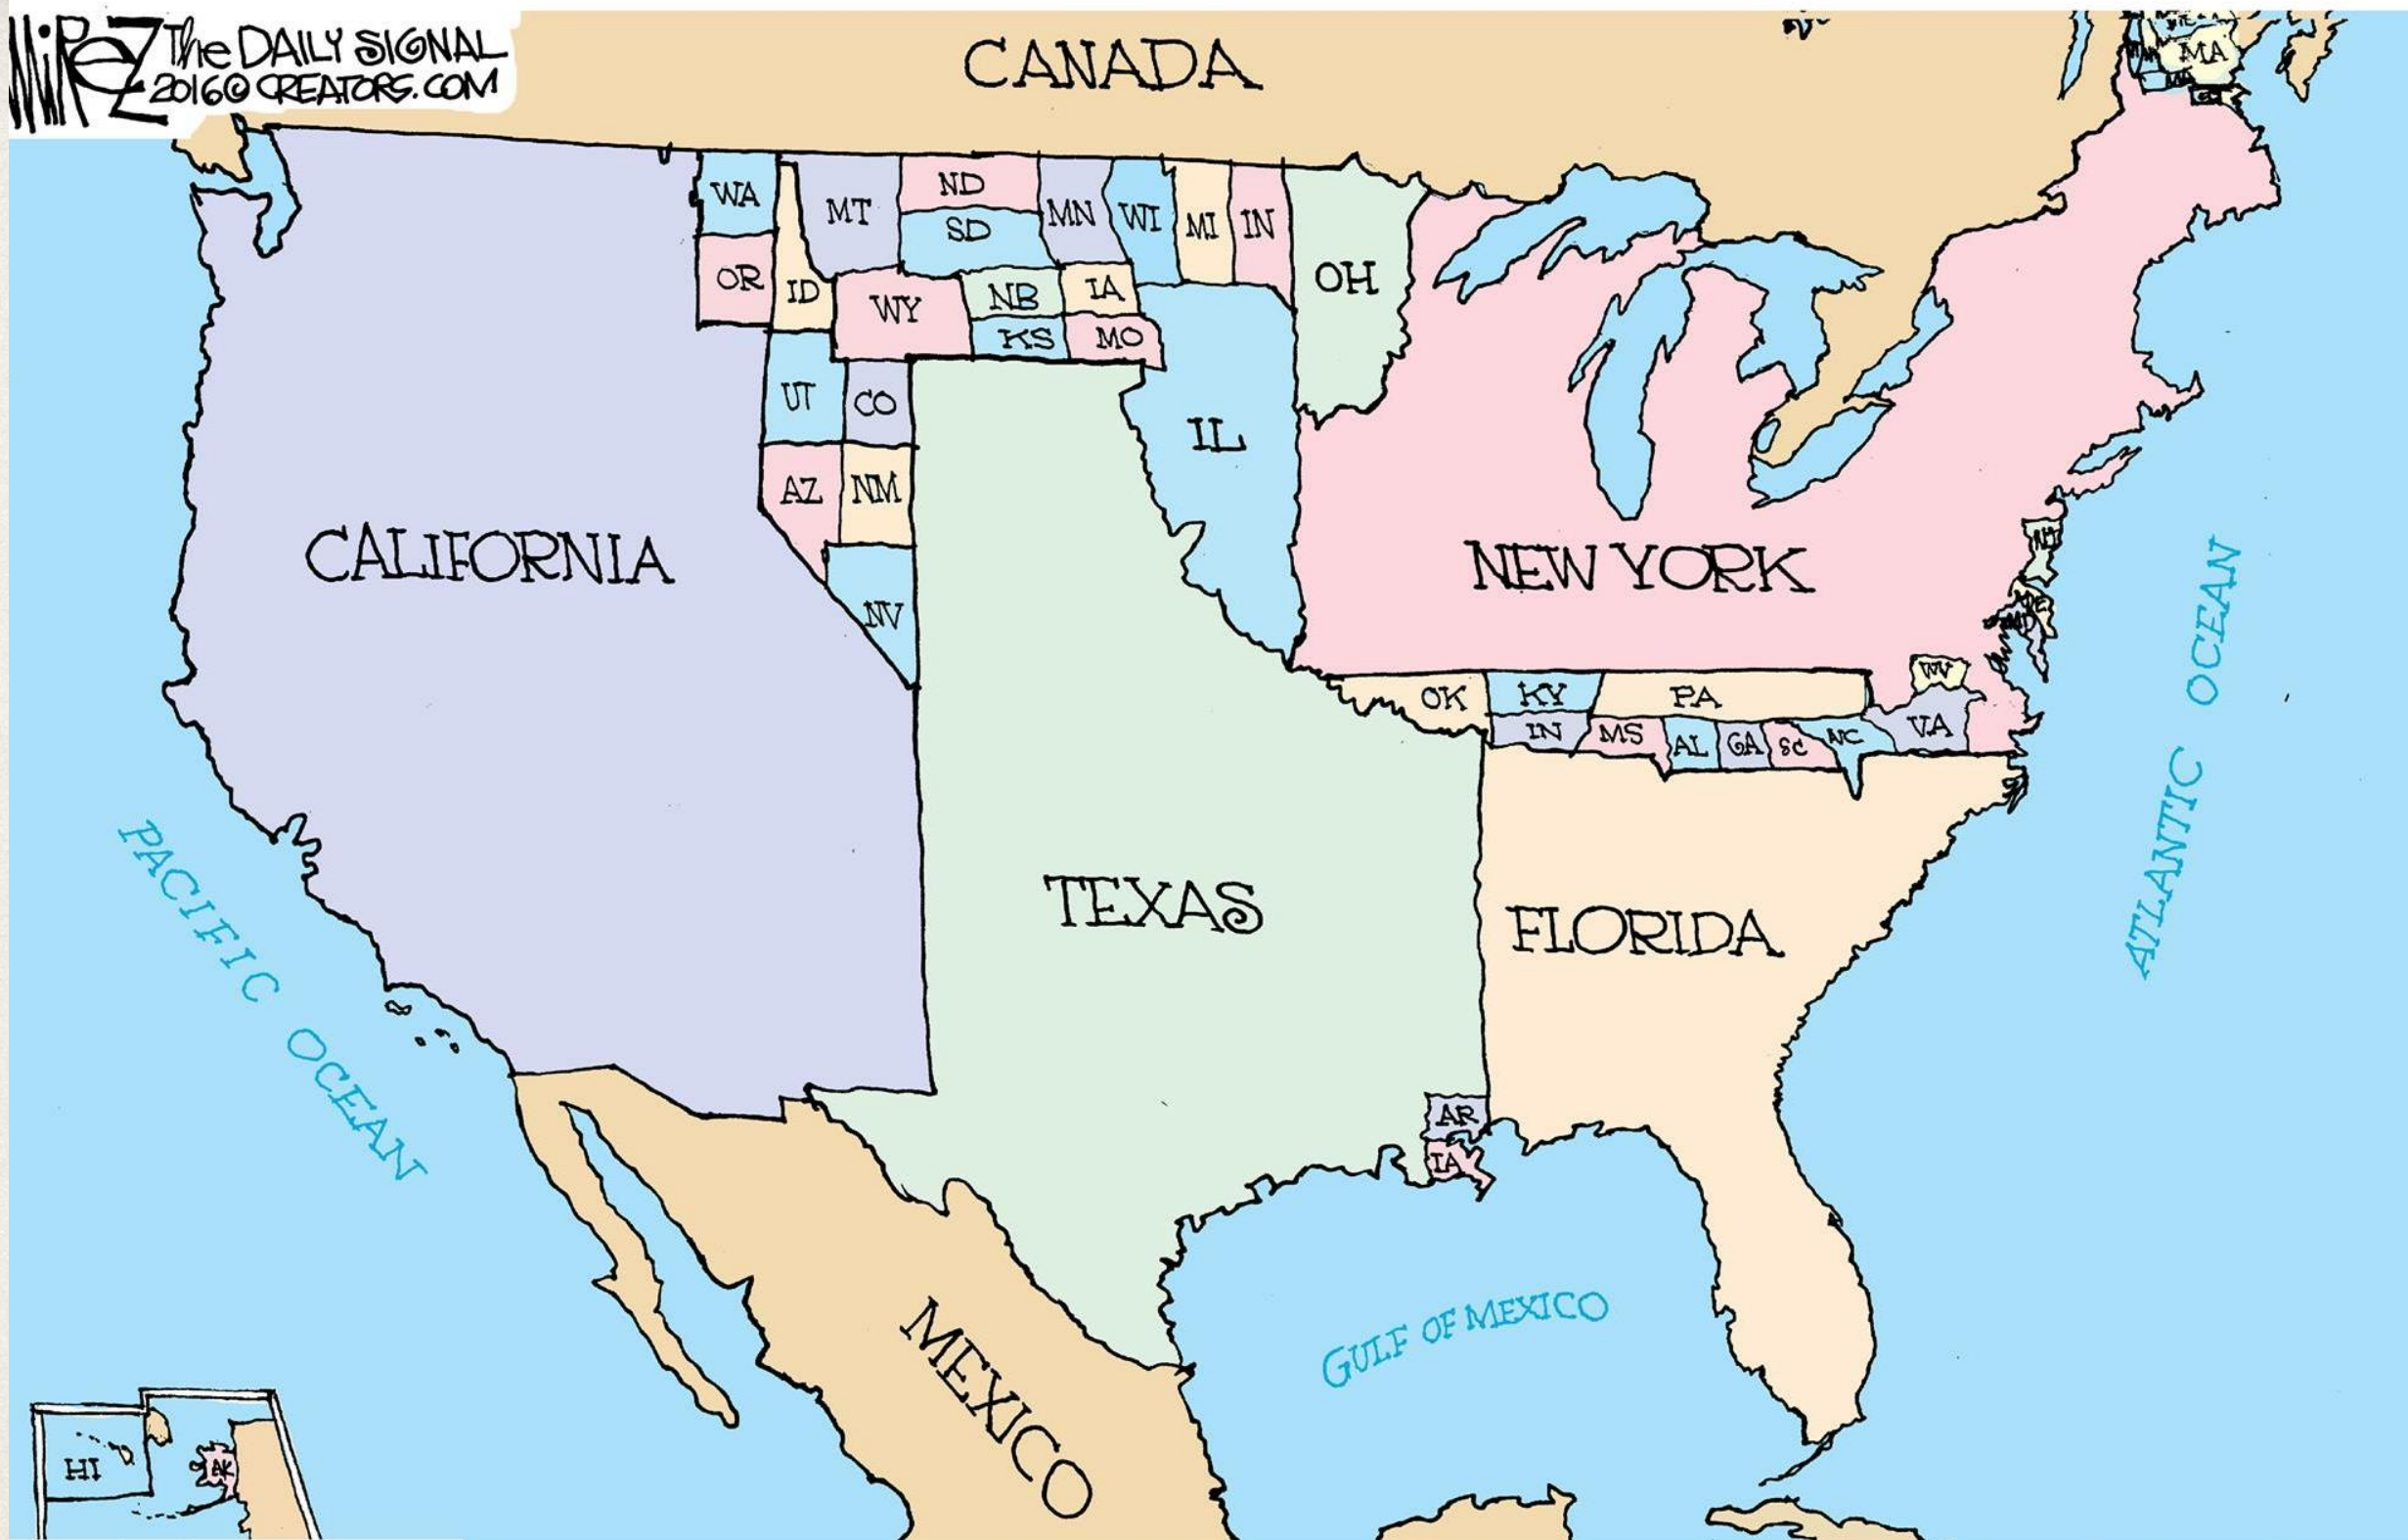 MiReZ The DAILY SIGNAL
2016© CREATORS.COM
CANADA
MA
WA
MT
ND
SD
MN
WI
MI
IN
OH
OR
ID
WY
NB
IA
KS
MO
UT
CO
IL
AZ
NM
NV
CALIFORNIA
NEW YORK
OK
KY
PA
WV
IN
MS
AL
GA
SC
NC
VA
TEXAS
FLORIDA
AR
IA
PACIFIC OCEAN
ATLANTIC OCEAN
GULF OF MEXICO
MEXICO
HI
AK